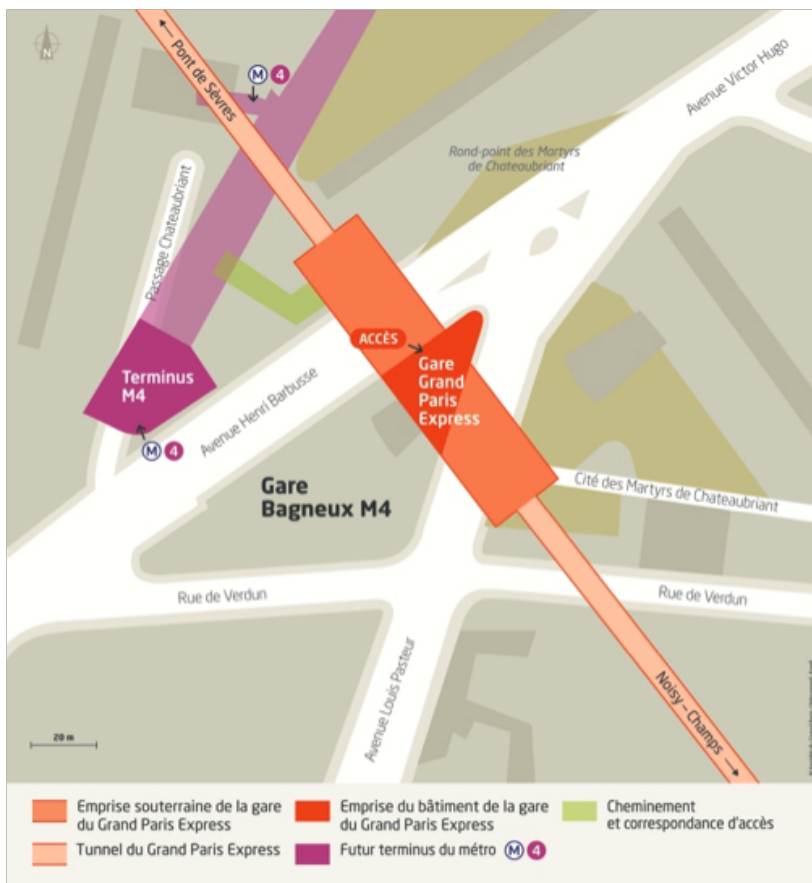 N
← Pont de Sèvres
M 4
Avenue Victor Hugo
Rond-point des Martyrs
de Chateaubriant
Passage Chateaubriant
ACCÈS
Gare
Grand
Paris
Express
Terminus
M4
M 4
Avenue Henri Barbusse
Gare
Bagneux M4
Cité des Martyrs de Chateaubriant
Rue de Verdun
Rue de Verdun
Avenue Louis Pasteur
Noisy – Champs →
20 m
Emprise souterraine de la gare
du Grand Paris Express
Tunnel du Grand Paris Express
Emprise du bâtiment de la gare
du Grand Paris Express
Futur terminus du métro M 4
Cheminement
et correspondance d'accès